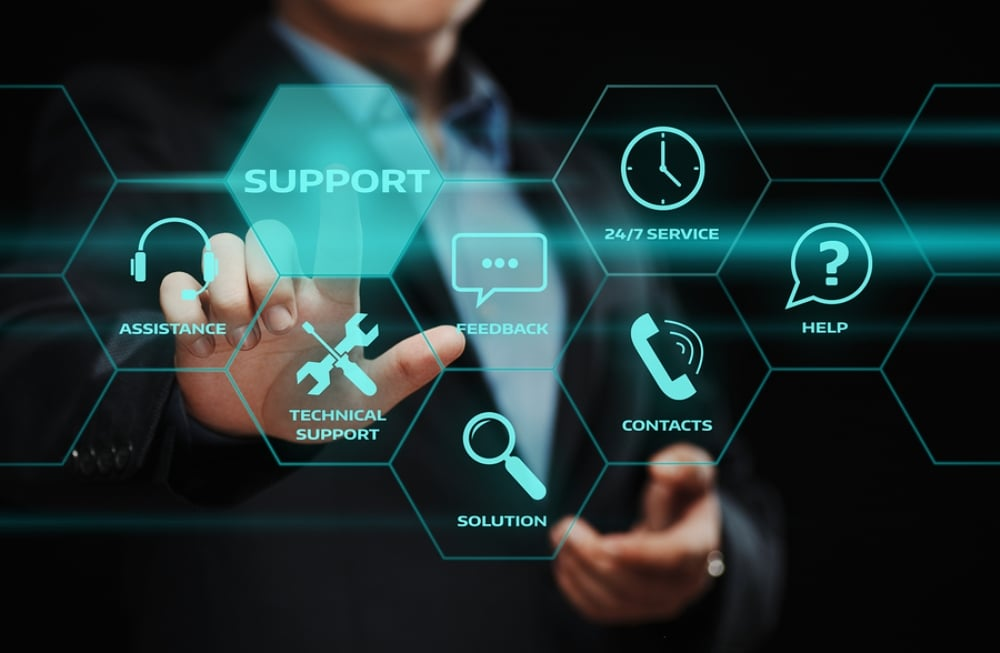 SUPPORT
24/7 SERVICE
ASSISTANCE
FEEDBACK
HELP
TECHNICAL
SUPPORT
CONTACTS
SOLUTION